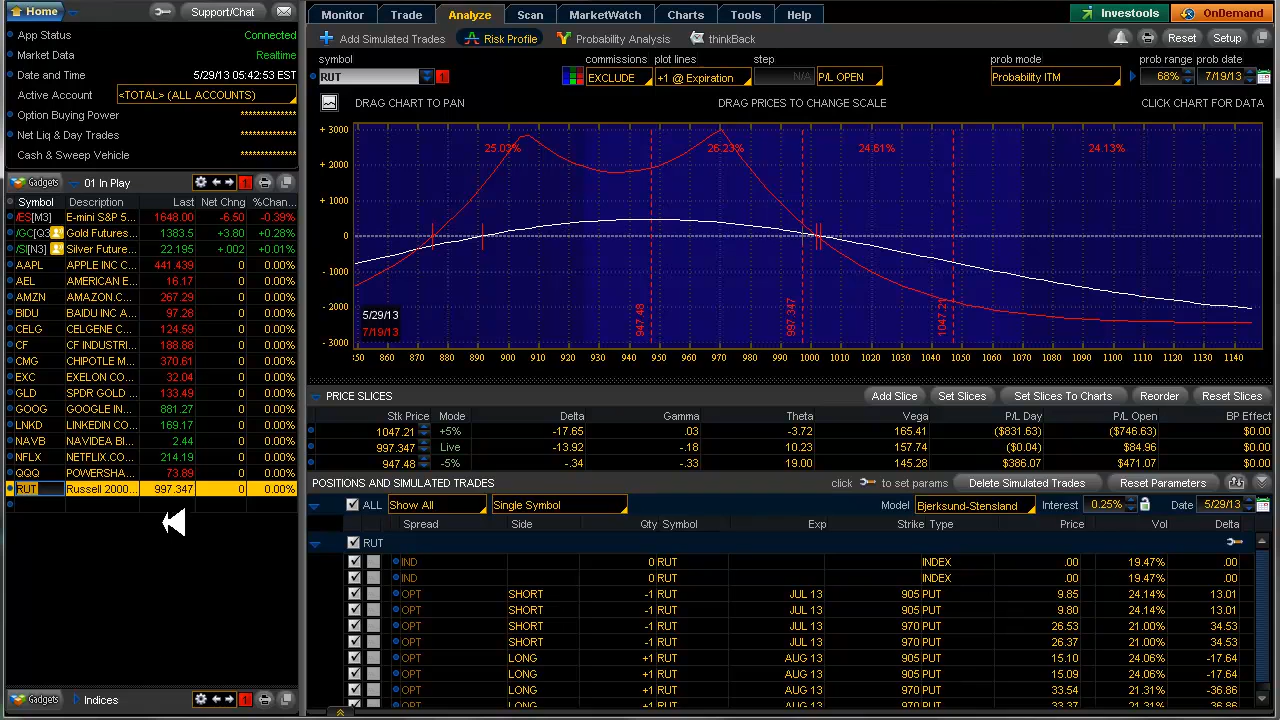 Home
Support/Chat
App Status Connected
Market Data Realtime
Date and Time 5/29/13 05:42:53 EST
Active Account <TOTAL> (ALL ACCOUNTS)
Option Buying Power **************
Net Liq & Day Trades **************
Cash & Sweep Vehicle **************
Gadgets 01 In Play 1
Symbol Description Last Net Chng %Chan...
/ES[M3] E-mini S&P 5... 1648.00 -6.50 -0.39%
/GC[Q3 Gold Futures... 1383.5 +3.80 +0.28%
/SI[N3] Silver Future... 22.195 +.002 +0.01%
AAPL APPLE INC C... 441.439 0 0.00%
AEL AMERICAN E... 16.17 0 0.00%
AMZN AMAZON.C... 267.29 0 0.00%
BIDU BAIDU INC A... 97.28 0 0.00%
CELG CELGENE C... 124.59 0 0.00%
CF CF INDUSTRI... 188.88 0 0.00%
CMG CHIPOTLE M... 370.61 0 0.00%
EXC EXELON CO... 32.04 0 0.00%
GLD SPDR GOLD ... 133.49 0 0.00%
GOOG GOOGLE IN... 881.27 0 0.00%
LNKD LINKEDIN CO... 169.17 0 0.00%
NAVB NAVIDEA BI... 2.44 0 0.00%
NFLX NETFLIX.CO... 214.19 0 0.00%
QQQ POWERSHA... 73.89 0 0.00%
RUT Russell 2000... 997.347 0 0.00%
Gadgets Indices 1
Monitor Trade Analyze Scan MarketWatch Charts Tools Help
Investools OnDemand
Add Simulated Trades Risk Profile Probability Analysis thinkBack Reset Setup
symbol commissions plot lines step prob mode prob range prob date
RUT 1 EXCLUDE +1 @ Expiration N/A P/L OPEN Probability ITM 68% 7/19/13
DRAG CHART TO PAN DRAG PRICES TO CHANGE SCALE CLICK CHART FOR DATA
+ 3000
+ 2000
+ 1000
0
- 1000
- 2000
- 3000
25.03% 26.23% 24.61% 24.13%
947.48 997.347 1047.21
5/29/13
7/19/13
850 860 870 880 890 900 910 920 930 940 950 960 970 980 990 1000 1010 1020 1030 1040 1050 1060 1070 1080 1090 1100 1110 1120 1130 1140
PRICE SLICES Add Slice Set Slices Set Slices To Charts Reorder Reset Slices
Stk Price Mode Delta Gamma Theta Vega P/L Day P/L Open BP Effect
1047.21 +5% -17.65 .03 -3.72 165.41 ($831.63) ($746.63) $0.00
997.347 Live -13.92 -.18 10.23 157.74 ($0.04) $84.96 $0.00
947.48 -5% -.34 -.33 19.00 145.28 $386.07 $471.07 $0.00
POSITIONS AND SIMULATED TRADES click to set params Delete Simulated Trades Reset Parameters
ALL Show All Single Symbol Model Bjerksund-Stensland Interest 0.25% Date 5/29/13
Spread Side Qty Symbol Exp Strike Type Price Vol Delta
RUT
IND 0 RUT INDEX .00 19.47% .00
IND 0 RUT INDEX .00 19.47% .00
OPT SHORT -1 RUT JUL 13 905 PUT 9.85 24.14% 13.01
OPT SHORT -1 RUT JUL 13 905 PUT 9.80 24.14% 13.01
OPT SHORT -1 RUT JUL 13 970 PUT 26.53 21.00% 34.53
OPT SHORT -1 RUT JUL 13 970 PUT 26.37 21.00% 34.53
OPT LONG +1 RUT AUG 13 905 PUT 15.10 24.06% -17.64
OPT LONG +1 RUT AUG 13 905 PUT 15.09 24.06% -17.64
OPT LONG +1 RUT AUG 13 970 PUT 33.54 21.31% -36.86
OPT LONG +1 RUT AUG 13 970 PUT 33.37 21.31% -36.86